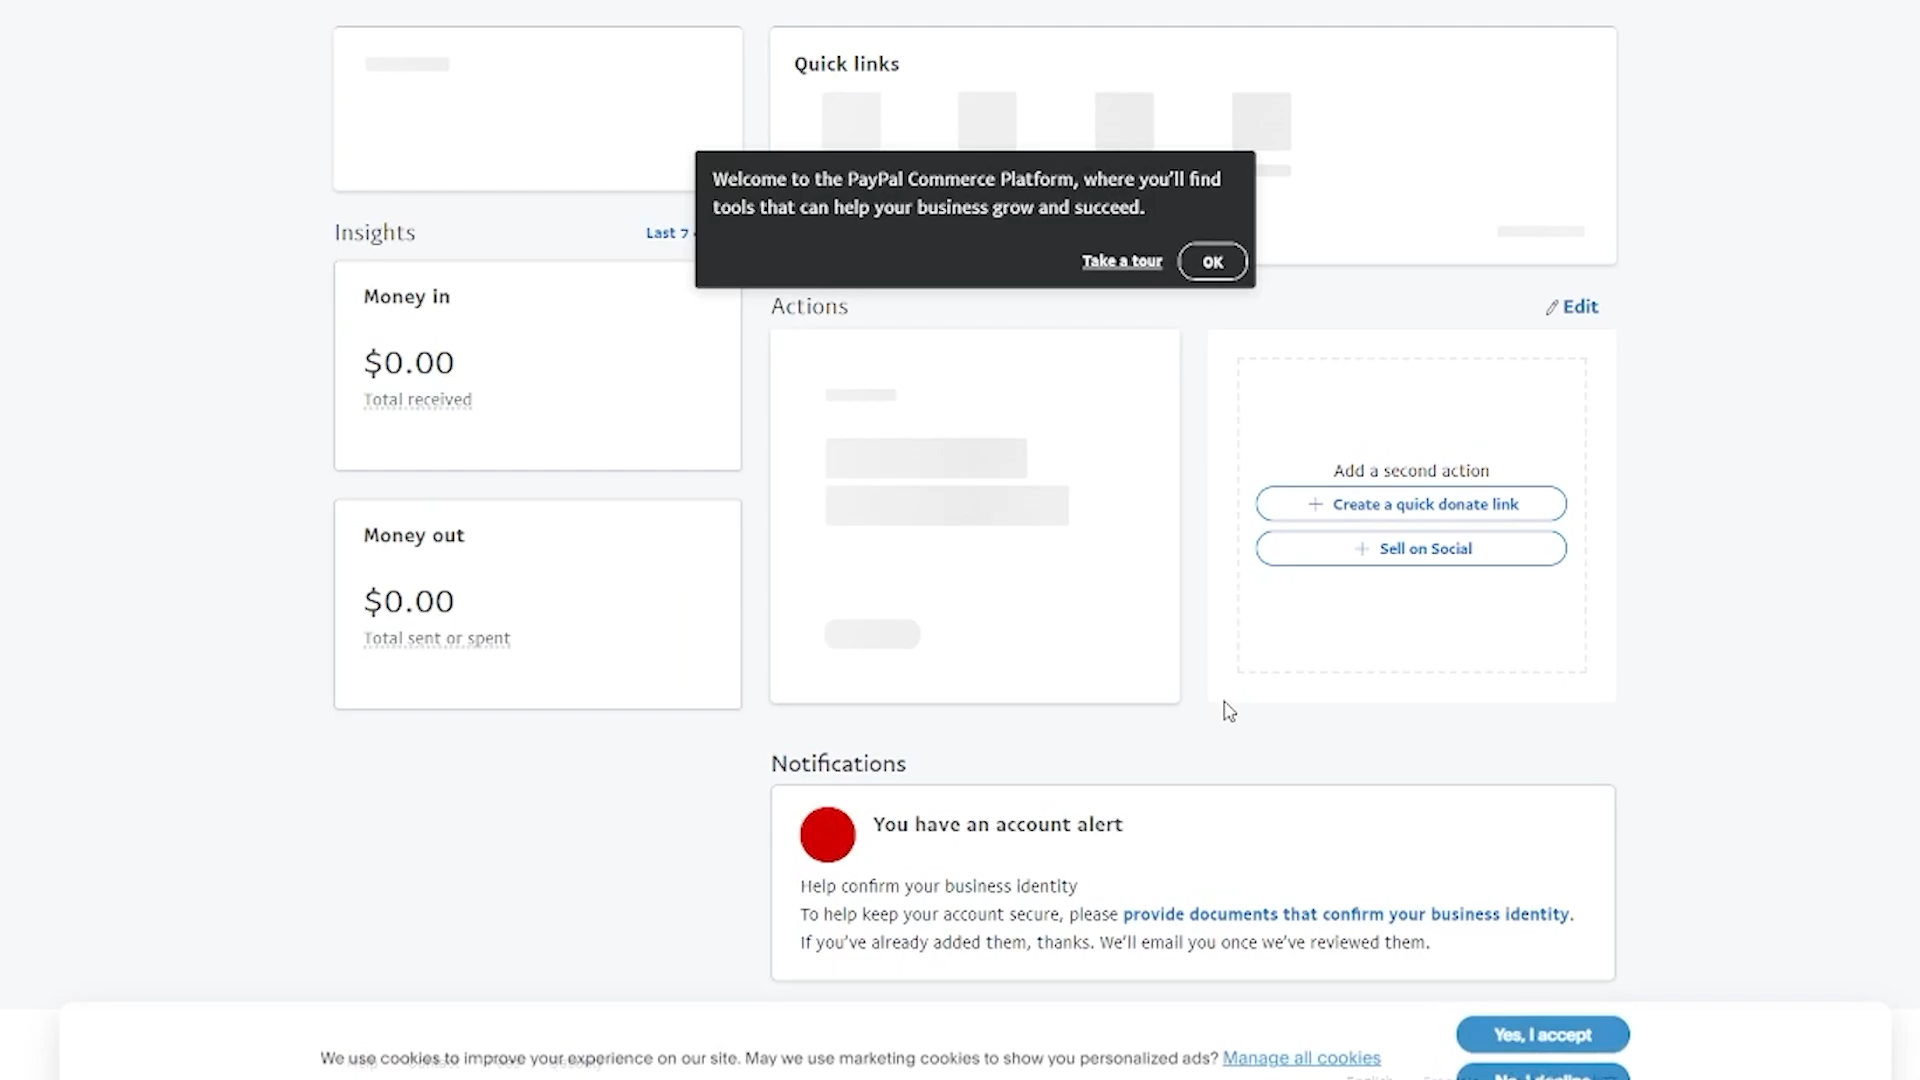 Quick links
Welcome to the PayPal Commerce Platform, where you'll find
tools that can help your business grow and succeed.
Take a tour
OK
Insights
Last 7
Money in
$0.00
Total received
Money out
$0.00
Total sent or spent
Actions
Edit
Add a second action
Create a quick donate link
Sell on Social
Notifications
You have an account alert
Help confirm your business identity
To help keep your account secure, please provide documents that confirm your business identity.
If you've already added them, thanks. We'll email you once we've reviewed them.
We use cookies to improve your experience on our site. May we use marketing cookies to show you personalized ads? Manage all cookies
Yes, I accept
No, I decline
English